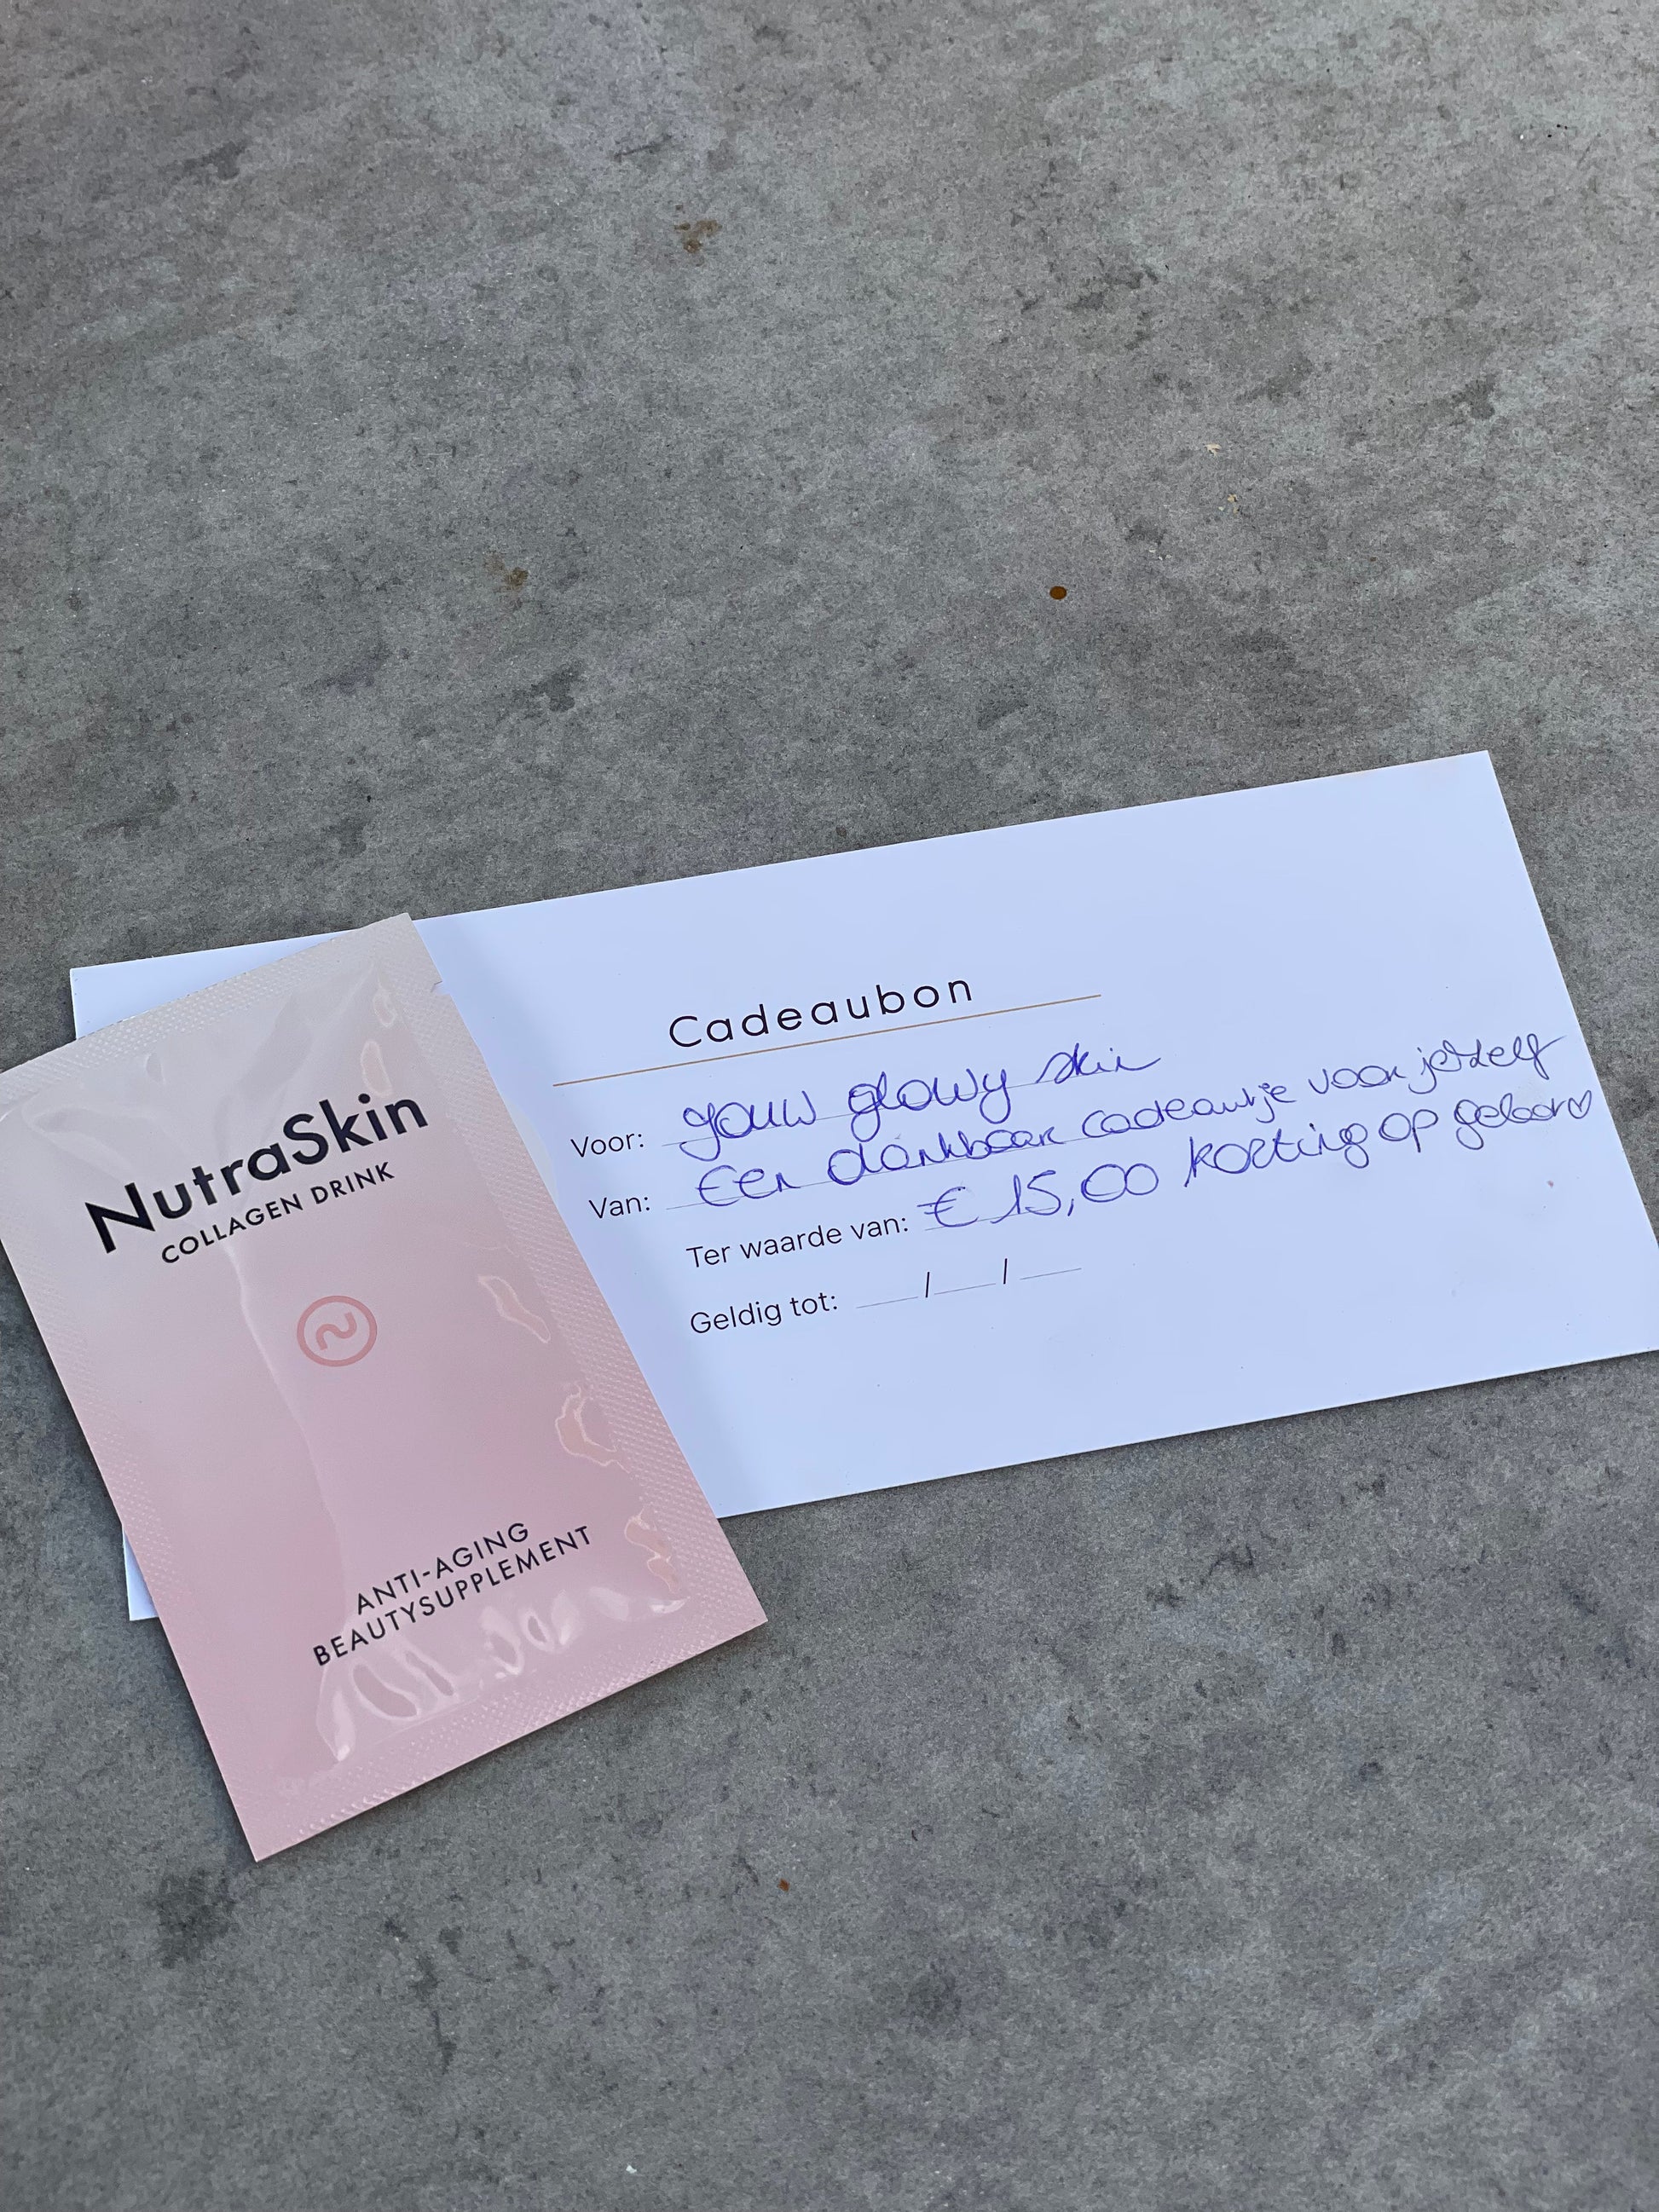 NutraSkin
COLLAGEN DRINK
ANTI-AGING
BEAUTYSUPPLEMENT
Cadeaubon
Voor: jouw glowy skin
Van: Een dankbaar cadeautje voor jezelf
Ter waarde van: € 15,00 korting op gelaar
Geldig tot: / /